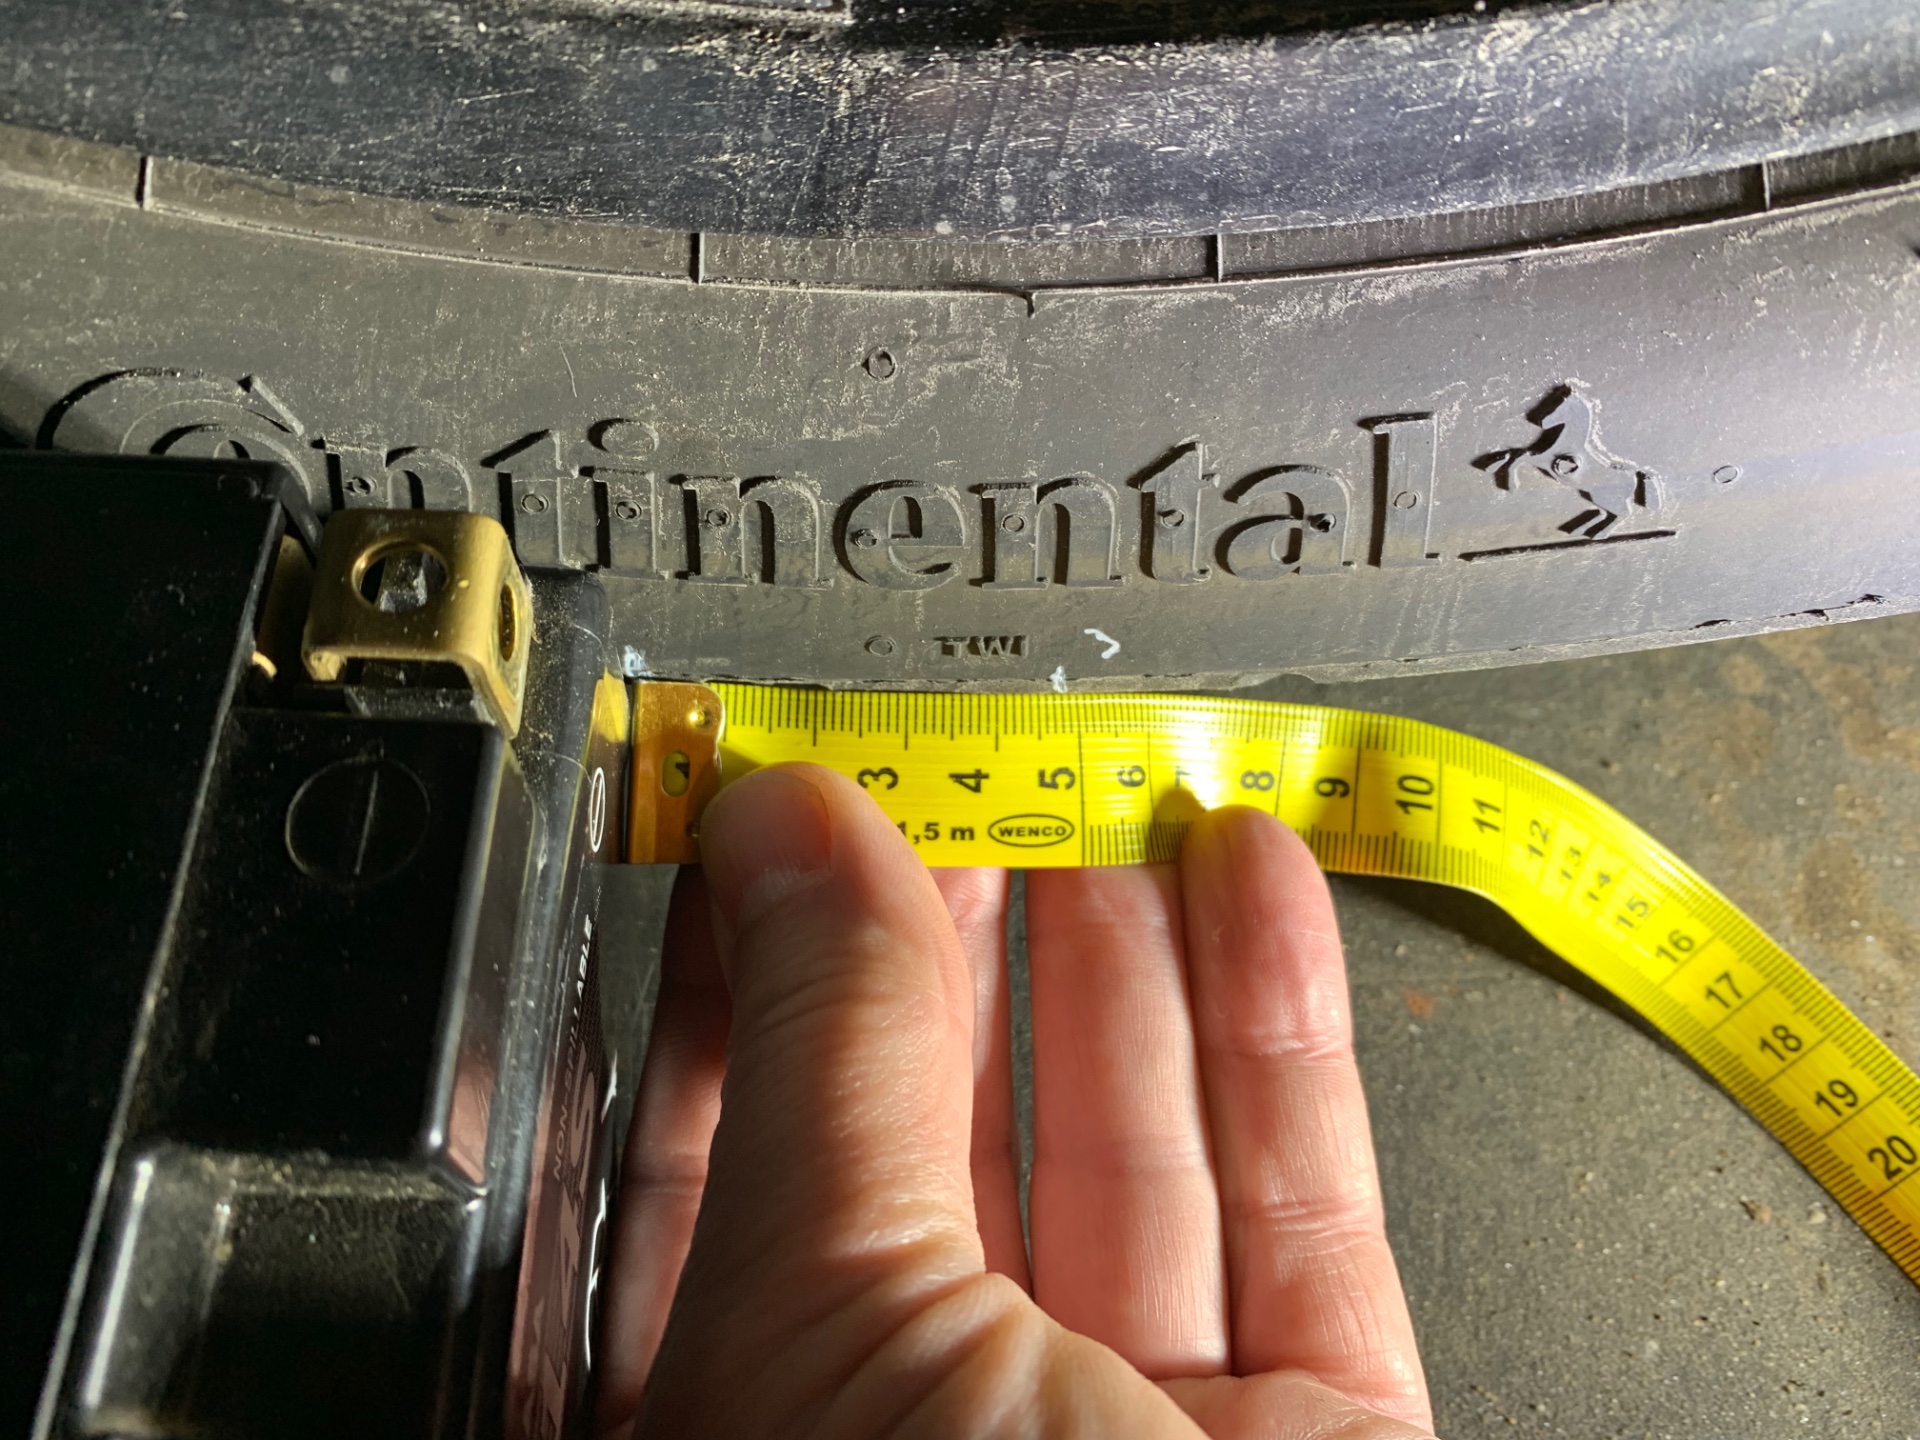 Continental
TWI >
1 3 4 5 6 7 8 9 10 11 12 13 14 15 16 17 18 19 20
1,5 m WENCO
NON-SPILLABLE